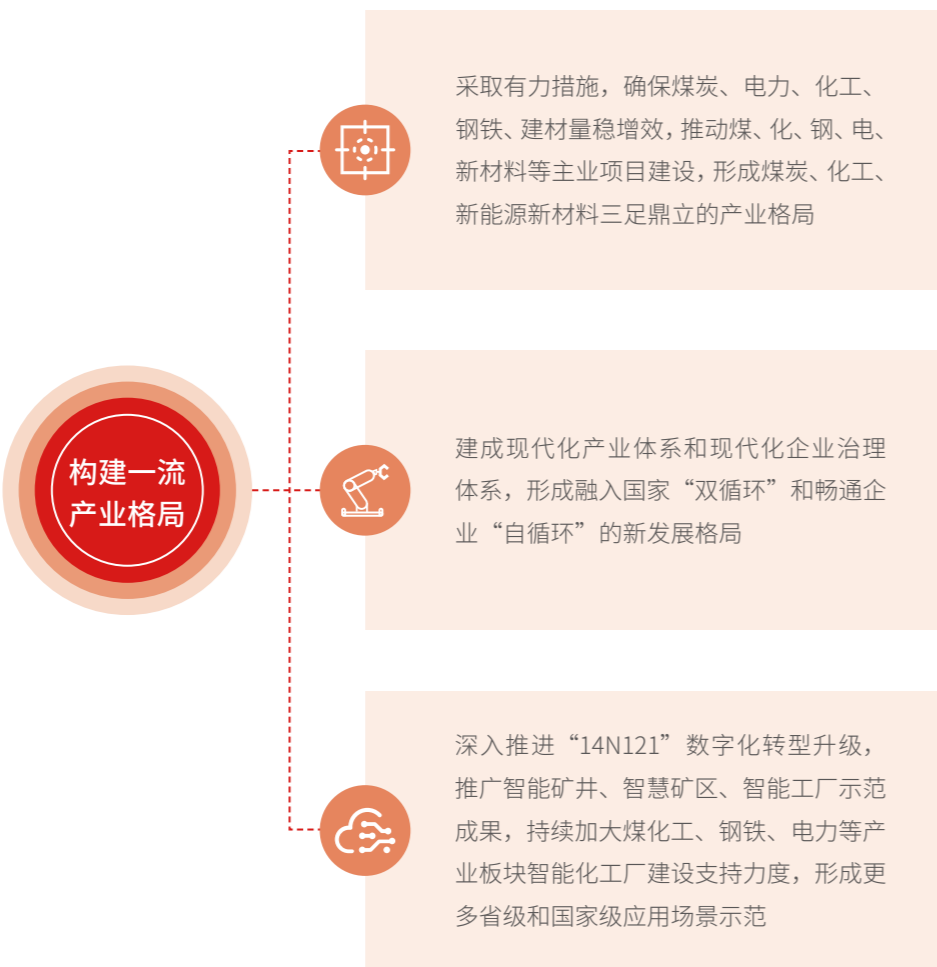 采取有力措施，确保煤炭、电力、化工、
钢铁、建材量稳增效，推动煤、化、钢、电、
新材料等主业项目建设，形成煤炭、化工、
新能源新材料三足鼎立的产业格局
构建一流
产业格局
建成现代化产业体系和现代化企业治理
体系，形成融入国家“双循环”和畅通企
业“自循环”的新发展格局
深入推进“14N121”数字化转型升级，
推广智能矿井、智慧矿区、智能工厂示范
成果，持续加大煤化工、钢铁、电力等产
业板块智能化工厂建设支持力度，形成更
多省级和国家级应用场景示范